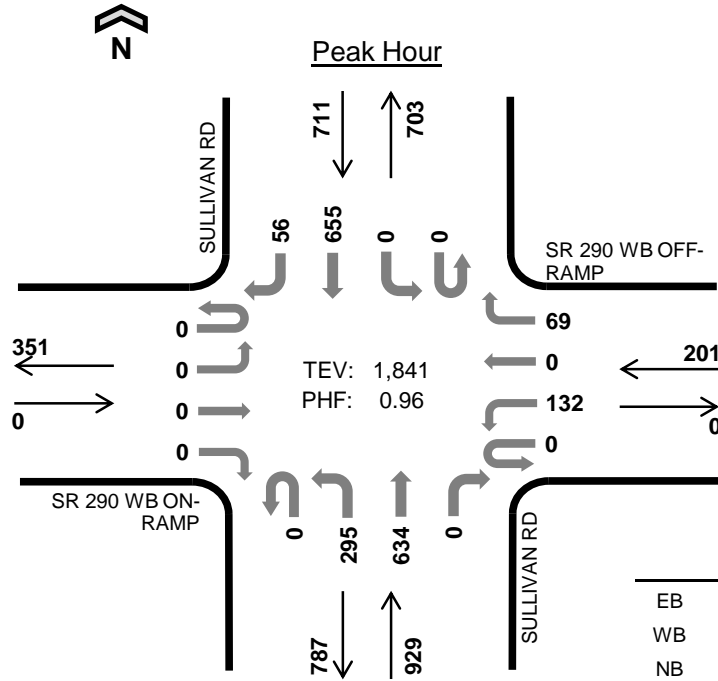 N
Peak Hour
SULLIVAN RD
711
703
56
655
0
0
SR 290 WB OFF-
RAMP
0
69
351
0
TEV: 1,841
0
201
0
0
PHF: 0.96
132
0
0
0
SR 290 WB ON-
RAMP
0
295
634
0
SULLIVAN RD
787
929
EB
WB
NB